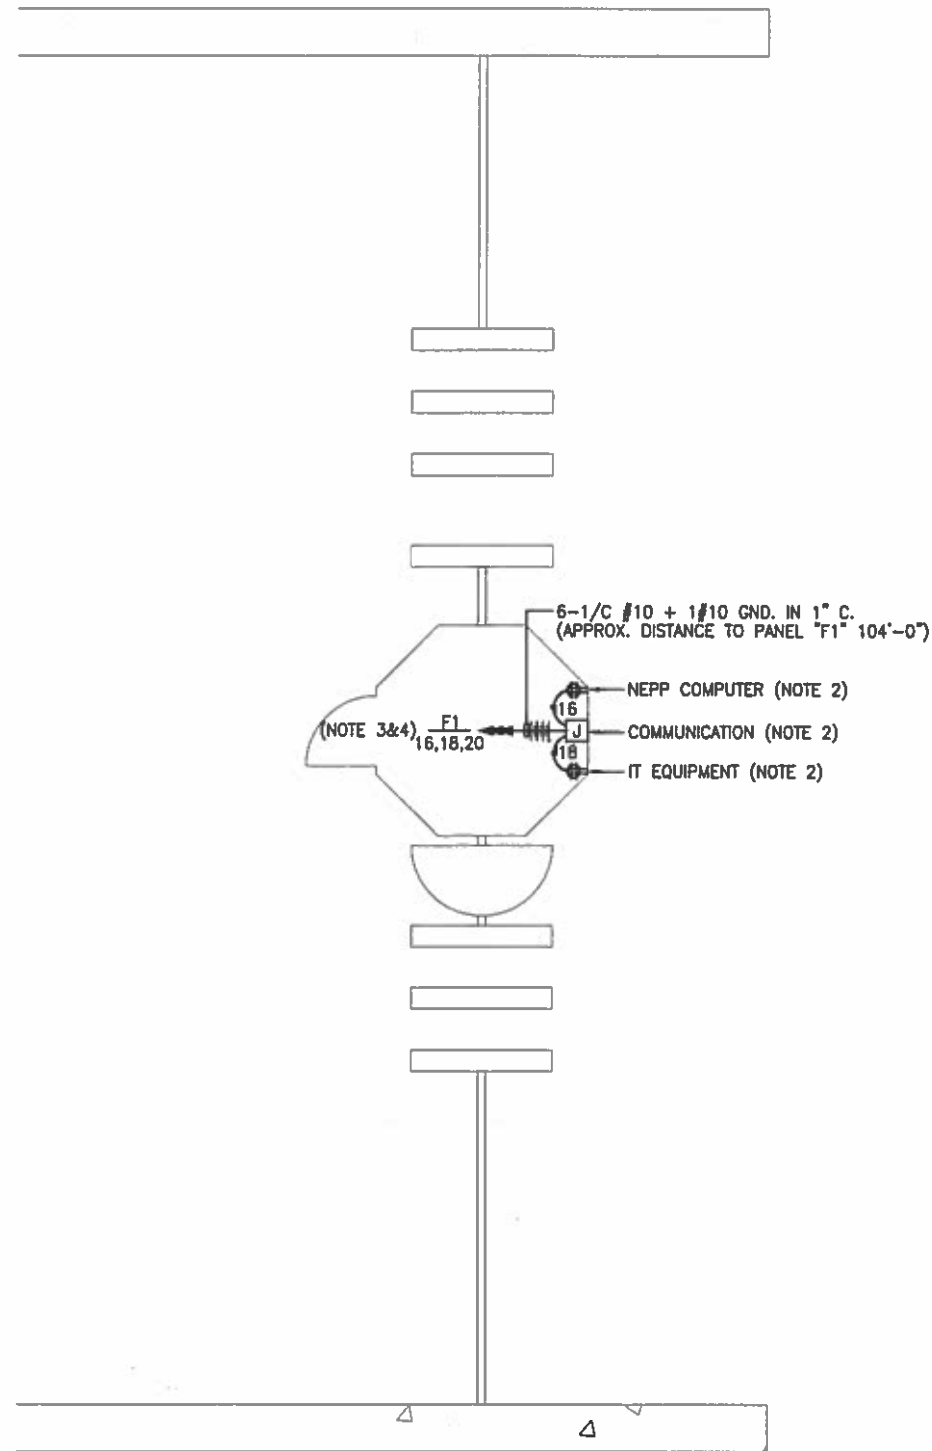 6-1/C #10 + 1#10 GND. IN 1" C.
(APPROX. DISTANCE TO PANEL "F1" 104'-0")
NEPP COMPUTER (NOTE 2)
16
(NOTE 3&4) F1
16,18,20
J
COMMUNICATION (NOTE 2)
18
IT EQUIPMENT (NOTE 2)